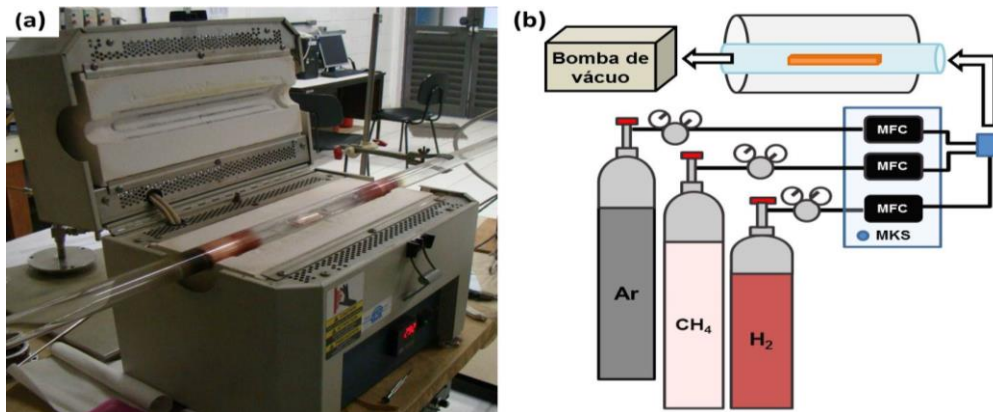 (a)
(b)
Bomba de
vácuo
MFC
MFC
MFC
MKS
Ar
CH₄
H₂